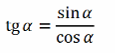 tg α = sin α / cos α